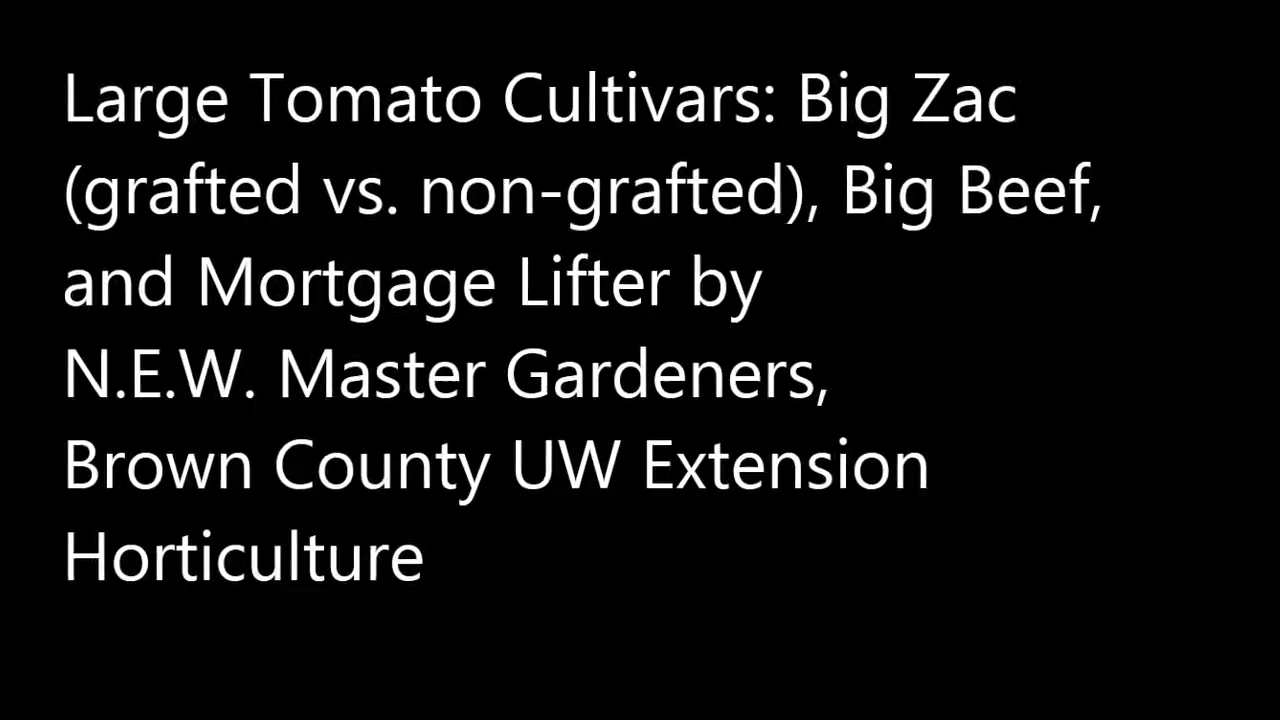 Large Tomato Cultivars: Big Zac
(grafted vs. non-grafted), Big Beef,
and Mortgage Lifter by
N.E.W. Master Gardeners,
Brown County UW Extension
Horticulture